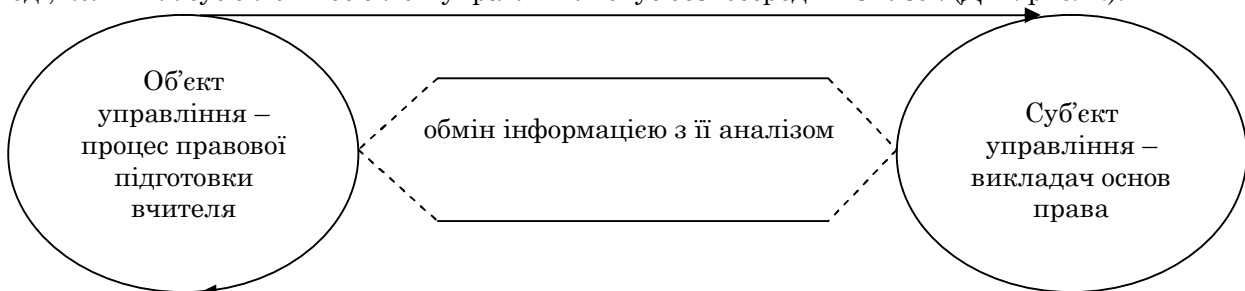 Об’єкт
управління –
процес правової
підготовки
вчителя
обмін інформацією з її аналізом
Суб’єкт
управління –
викладач основ
права